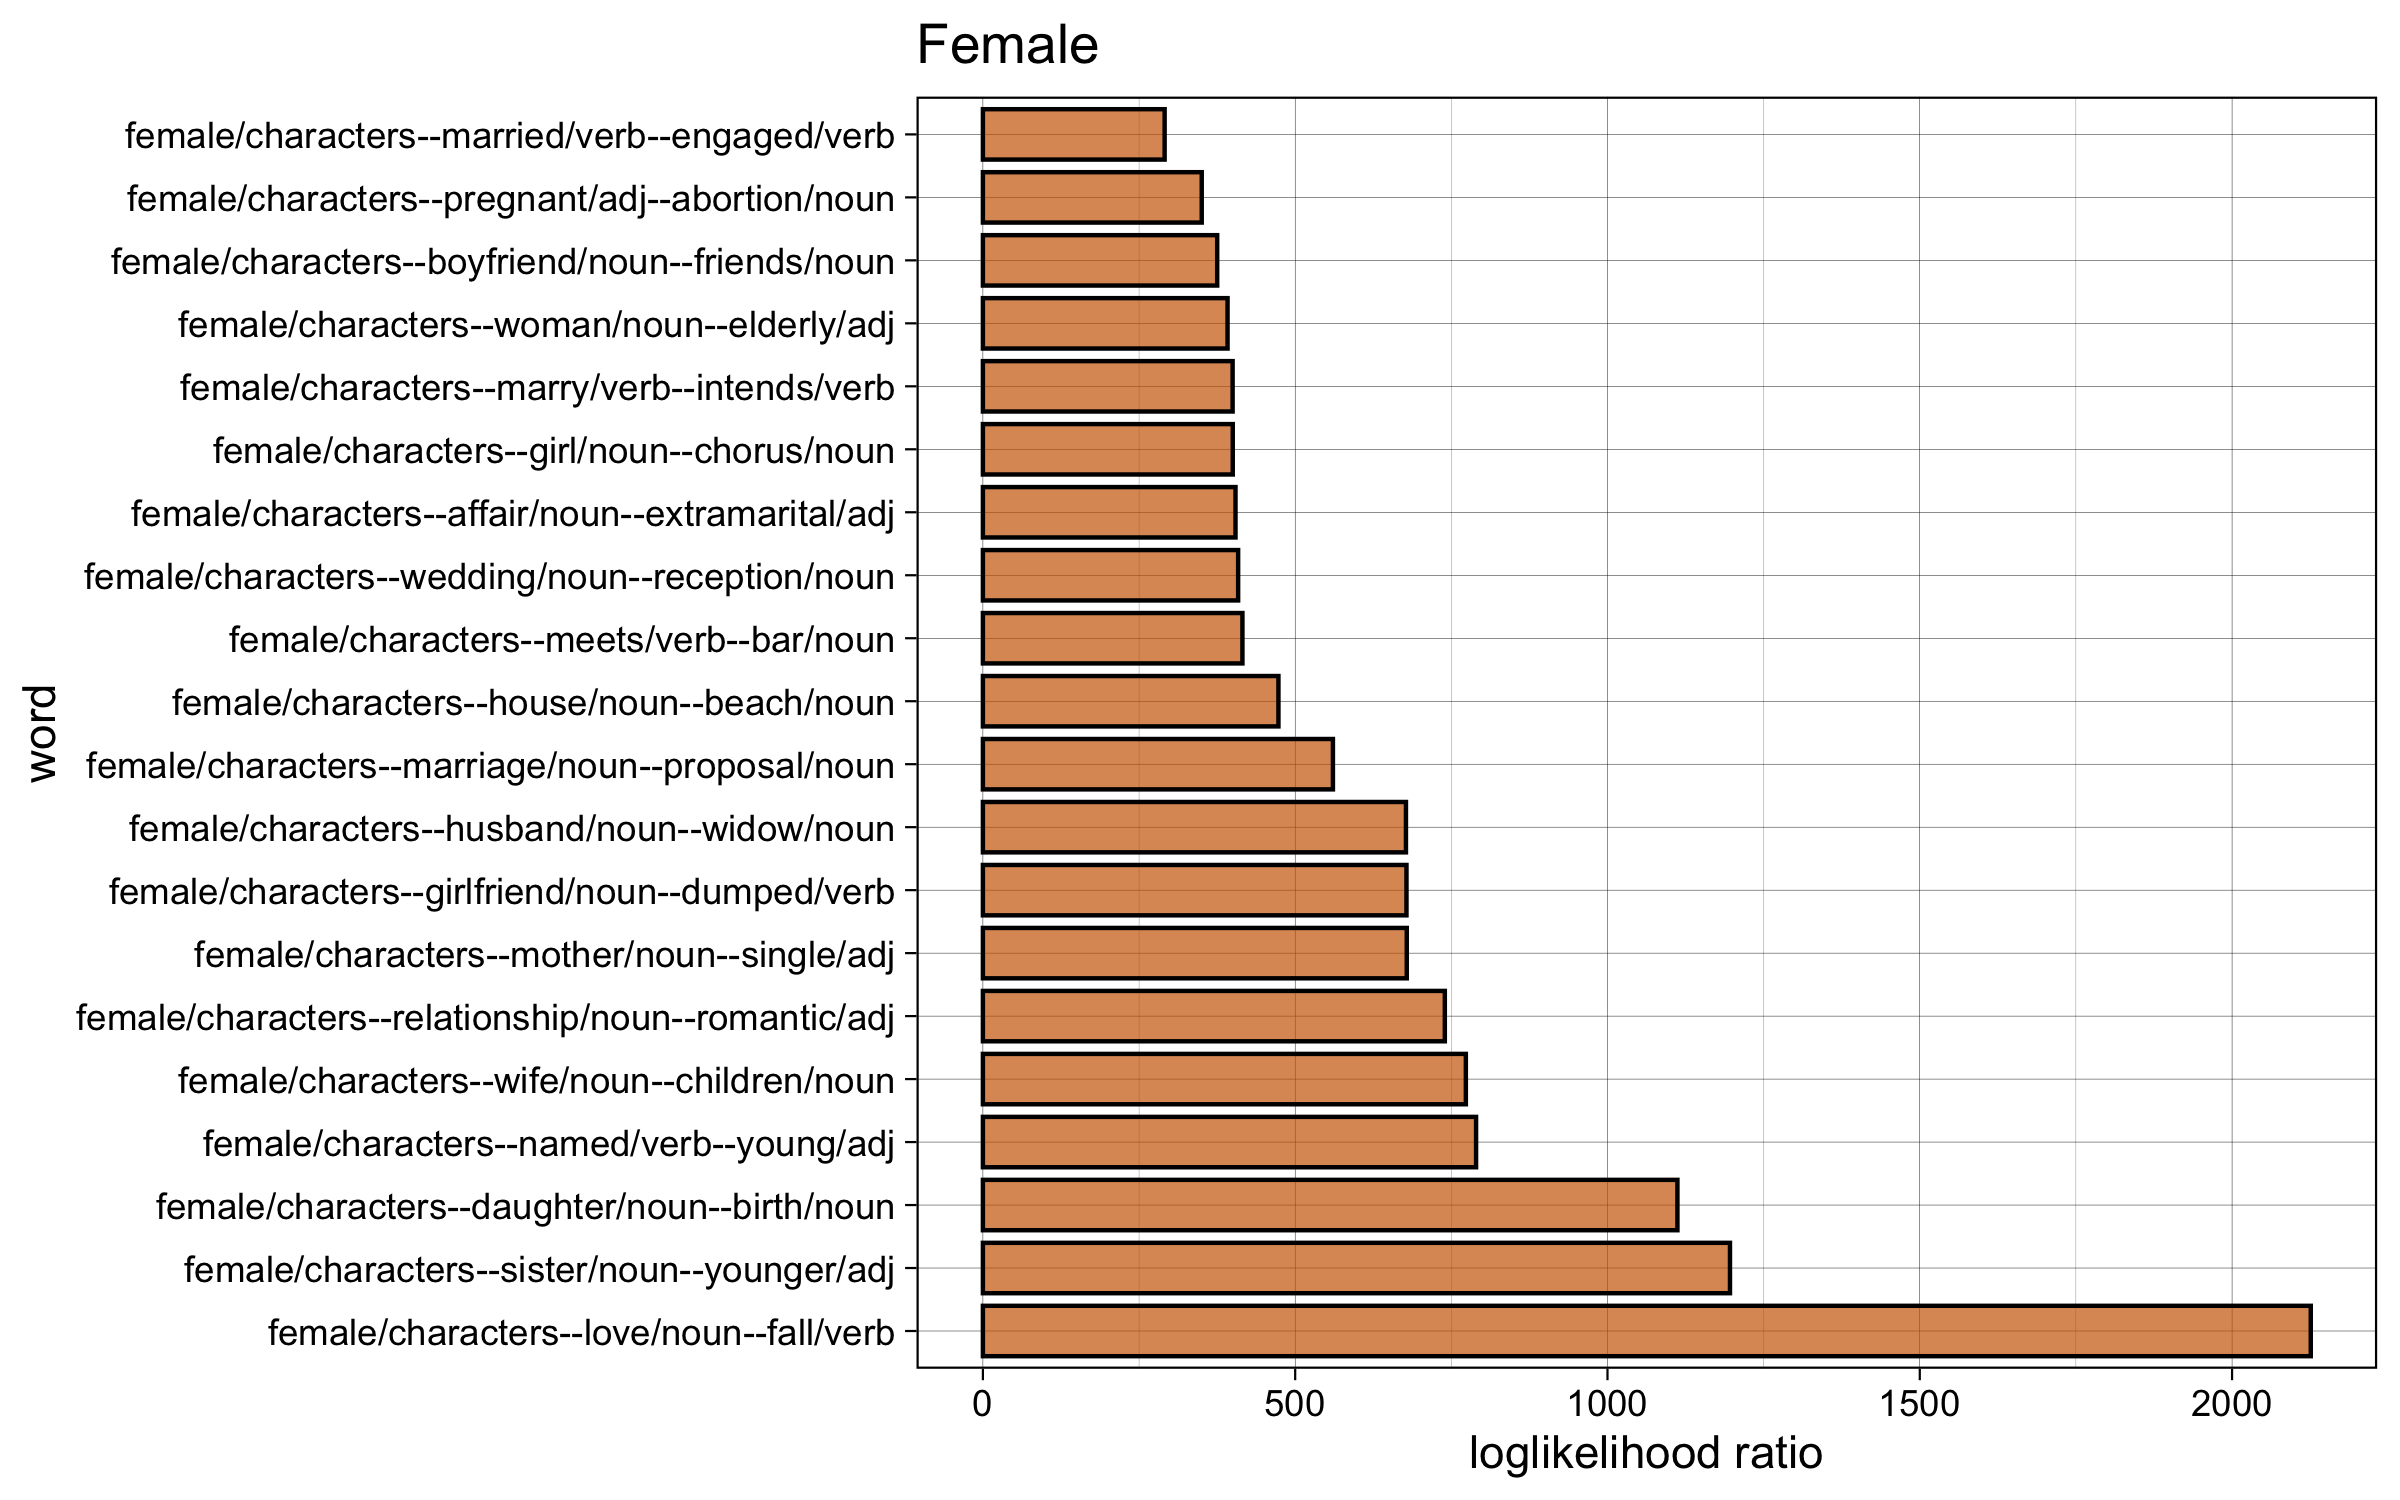 Female
word
female/characters--married/verb--engaged/verb
female/characters--pregnant/adj--abortion/noun
female/characters--boyfriend/noun--friends/noun
female/characters--woman/noun--elderly/adj
female/characters--marry/verb--intends/verb
female/characters--girl/noun--chorus/noun
female/characters--affair/noun--extramarital/adj
female/characters--wedding/noun--reception/noun
female/characters--meets/verb--bar/noun
female/characters--house/noun--beach/noun
female/characters--marriage/noun--proposal/noun
female/characters--husband/noun--widow/noun
female/characters--girlfriend/noun--dumped/verb
female/characters--mother/noun--single/adj
female/characters--relationship/noun--romantic/adj
female/characters--wife/noun--children/noun
female/characters--named/verb--young/adj
female/characters--daughter/noun--birth/noun
female/characters--sister/noun--younger/adj
female/characters--love/noun--fall/verb
0 500 1000 1500 2000
loglikelihood ratio